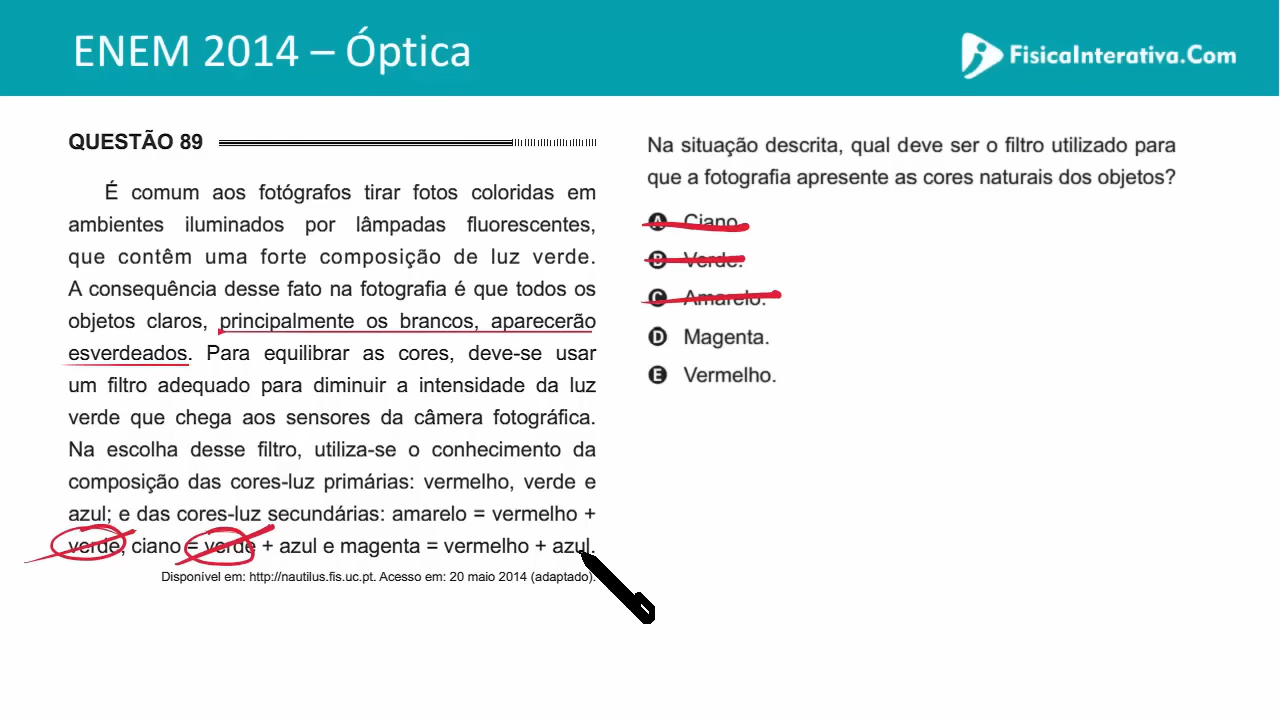 ENEM 2014 – Óptica
FisicaInterativa.Com
QUESTÃO 89
É comum aos fotógrafos tirar fotos coloridas em
ambientes iluminados por lâmpadas fluorescentes,
que contêm uma forte composição de luz verde.
A consequência desse fato na fotografia é que todos os
objetos claros, principalmente os brancos, aparecerão
esverdeados. Para equilibrar as cores, deve-se usar
um filtro adequado para diminuir a intensidade da luz
verde que chega aos sensores da câmera fotográfica.
Na escolha desse filtro, utiliza-se o conhecimento da
composição das cores-luz primárias: vermelho, verde e
azul; e das cores-luz secundárias: amarelo = vermelho +
verde, ciano = verde + azul e magenta = vermelho + azul.
Disponível em: http://nautilus.fis.uc.pt. Acesso em: 20 maio 2014 (adaptado).
Na situação descrita, qual deve ser o filtro utilizado para
que a fotografia apresente as cores naturais dos objetos?
A Ciano.
B Verde.
C Amarelo.
D Magenta.
E Vermelho.